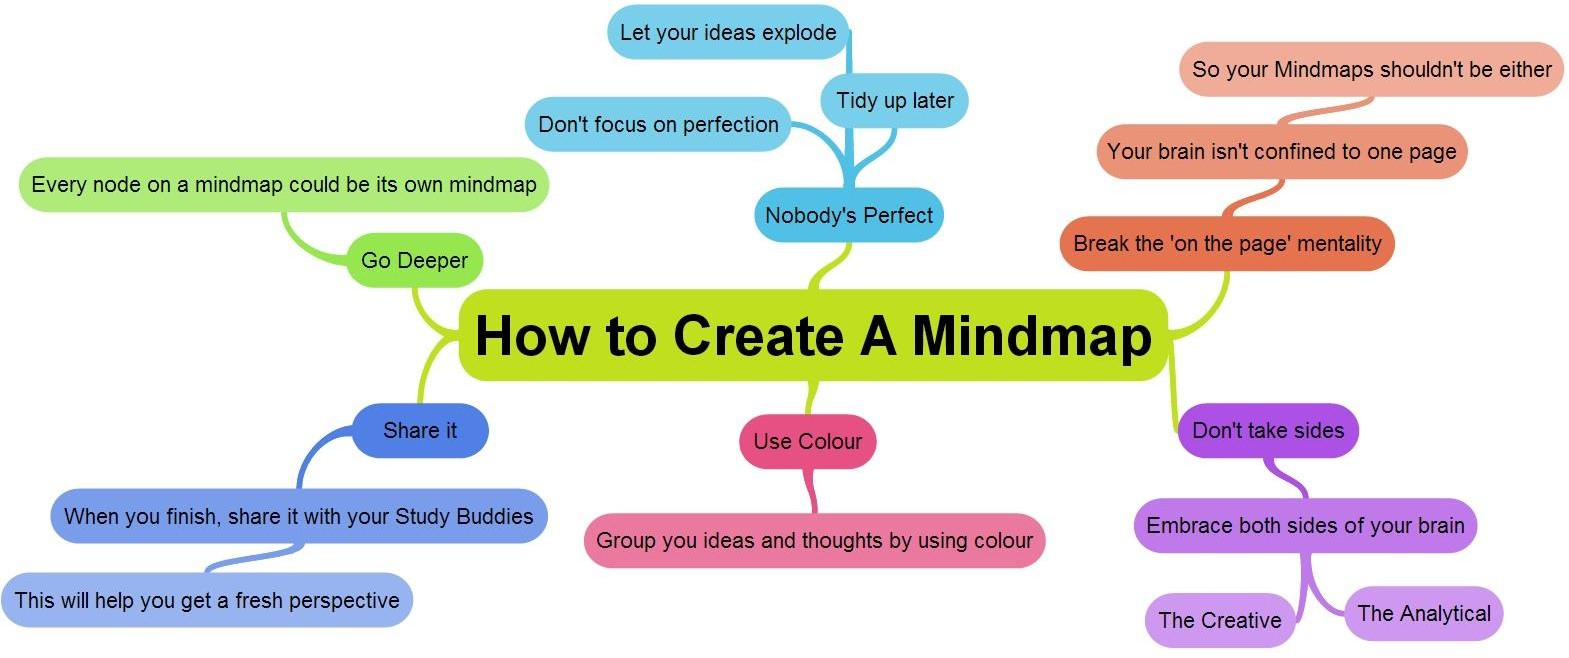 Let your ideas explode
Tidy up later
Don't focus on perfection
Nobody's Perfect
So your Mindmaps shouldn't be either
Your brain isn't confined to one page
Break the 'on the page' mentality
Every node on a mindmap could be its own mindmap
Go Deeper
How to Create A Mindmap
Share it
When you finish, share it with your Study Buddies
This will help you get a fresh perspective
Use Colour
Group you ideas and thoughts by using colour
Don't take sides
Embrace both sides of your brain
The Creative
The Analytical